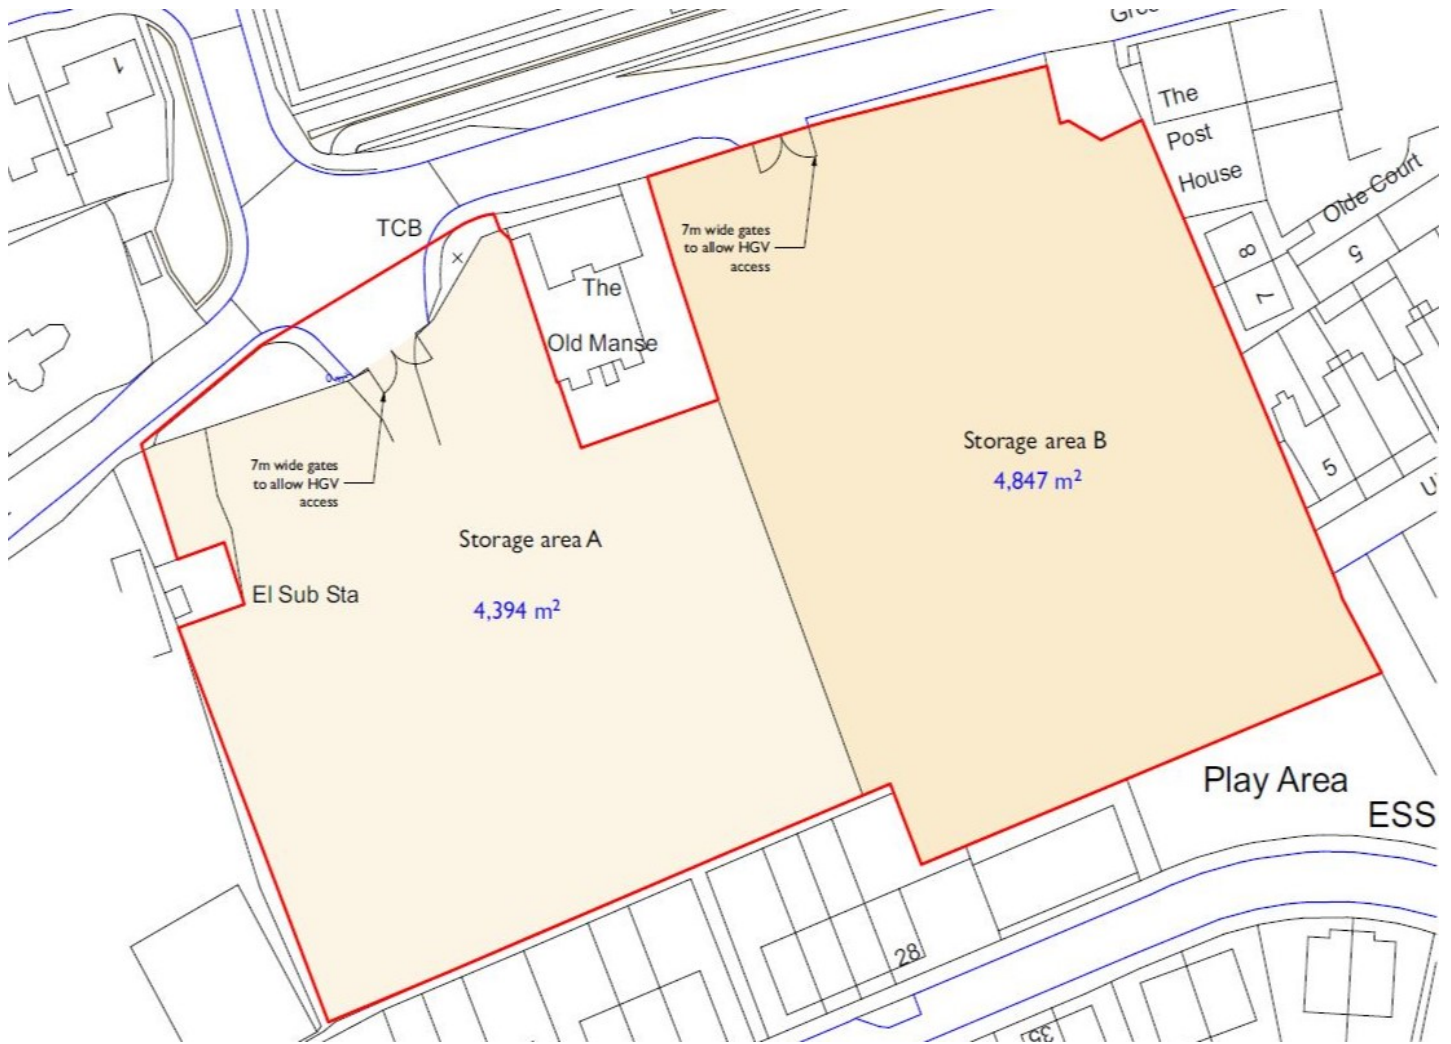 Gre
1
The
Post
House
Olde Court
8
7
5
TCB
7m wide gates
to allow HGV
access
The
Old Manse
7m wide gates
to allow HGV
access
Storage area B
4,847 m²
5
Storage area A
El Sub Sta
4,394 m²
Play Area
ESS
28
35